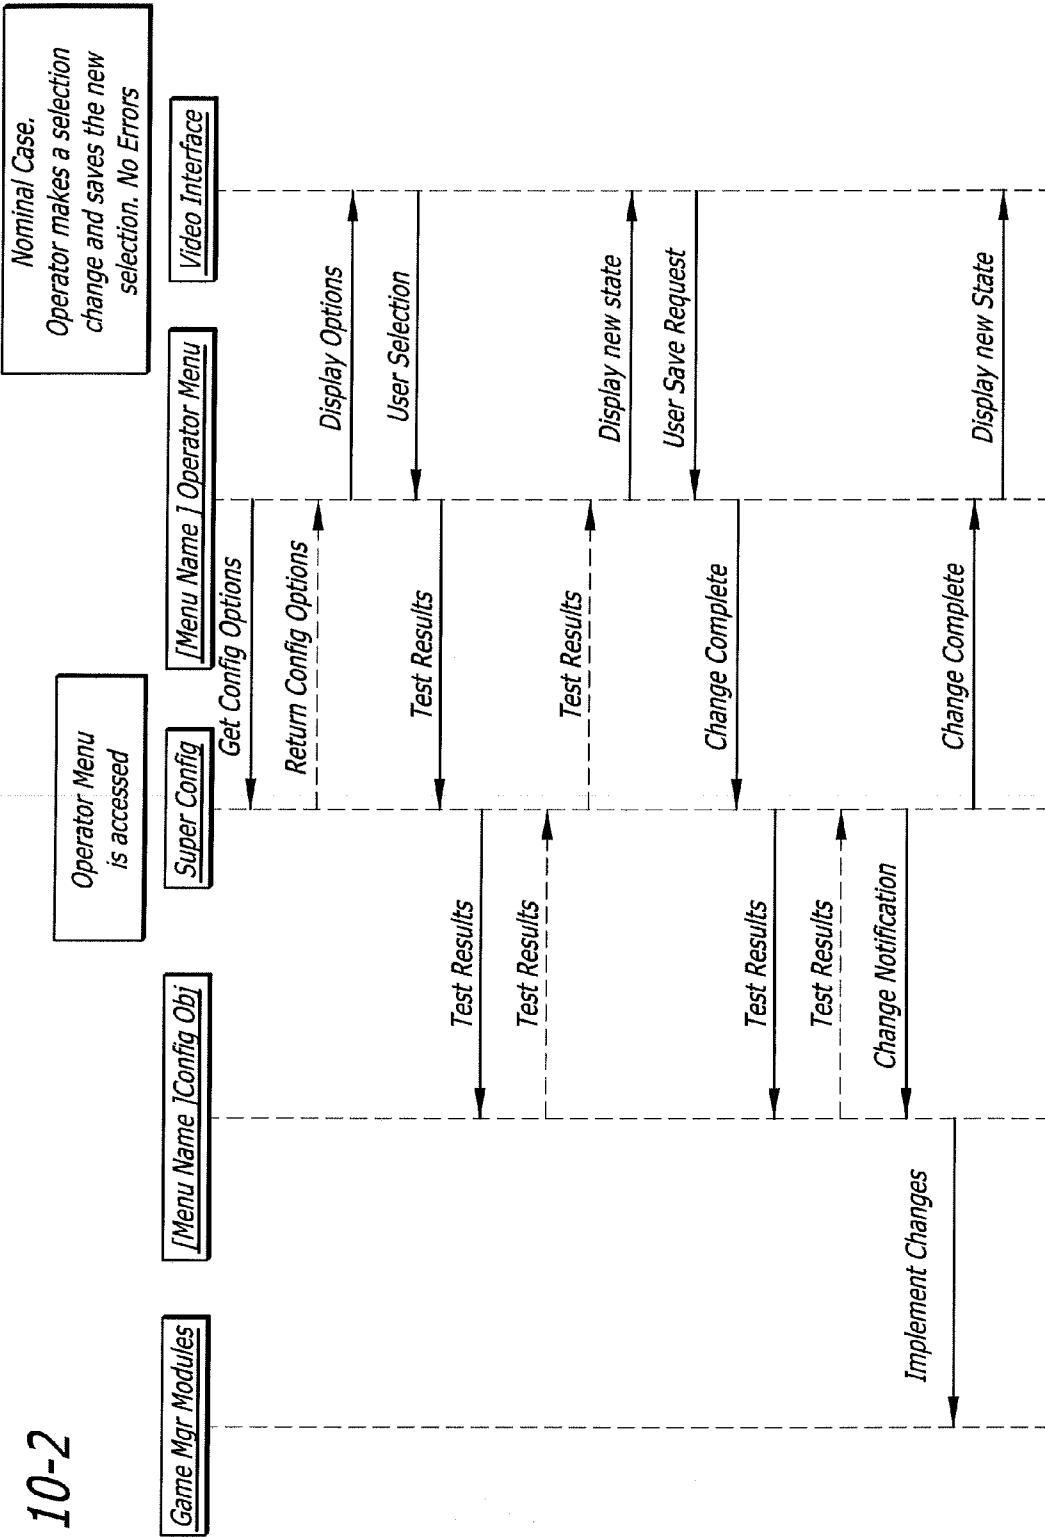 10-2
Operator Menu
is accessed
Nominal Case.
Operator makes a selection
change and saves the new
selection. No Errors
Game Mgr Modules
[Menu Name ]Config Obj
Super Config
[Menu Name ] Operator Menu
Video Interface
Get Config Options
Return Config Options
Display Options
User Selection
Test Results
Test Results
Test Results
Test Results
Display new state
User Save Request
Change Complete
Test Results
Test Results
Change Notification
Implement Changes
Change Complete
Display new State